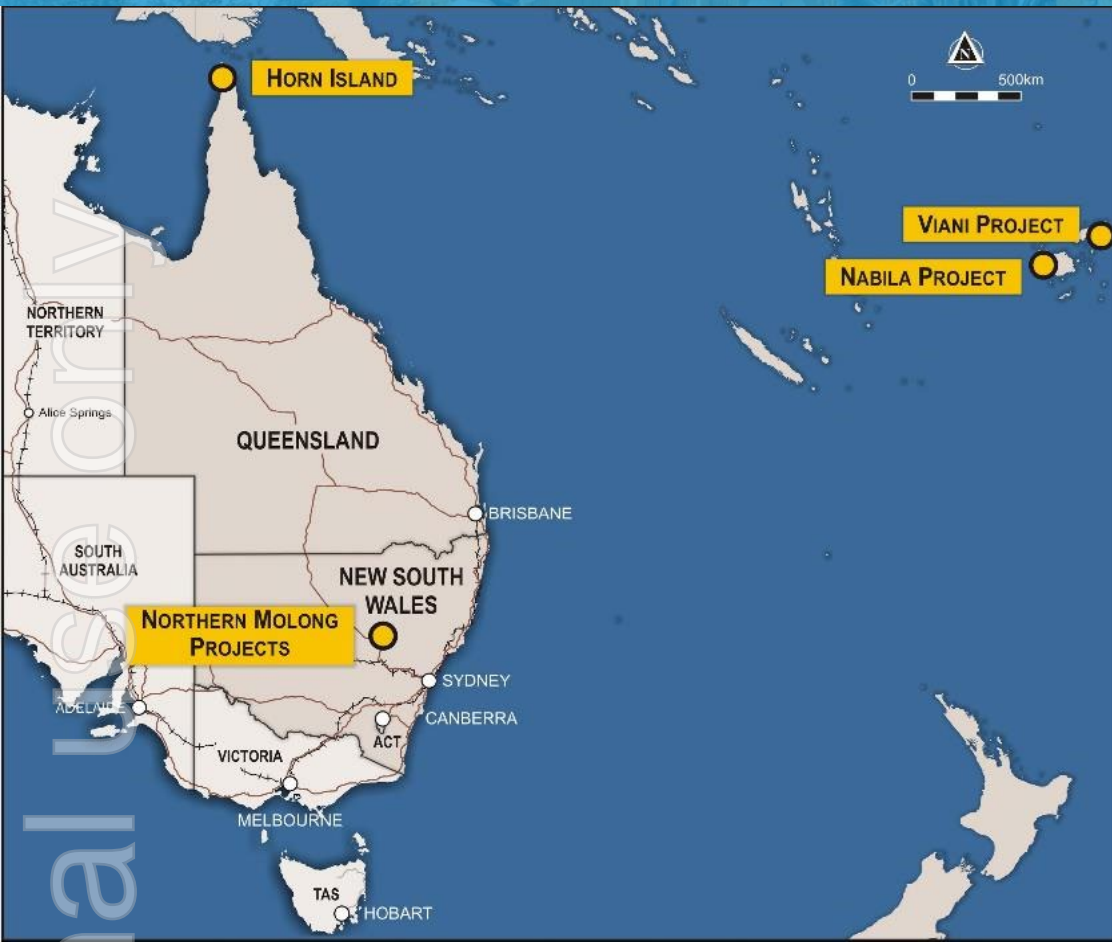 N
0 500km
HORN ISLAND
VIANI PROJECT
NABILA PROJECT
NORTHERN
TERRITORY
Alice Springs
QUEENSLAND
BRISBANE
SOUTH
AUSTRALIA
NEW SOUTH
WALES
NORTHERN MOLONG
PROJECTS
SYDNEY
ADELAIDE
CANBERRA
ACT
VICTORIA
MELBOURNE
TAS
HOBART
nal use only